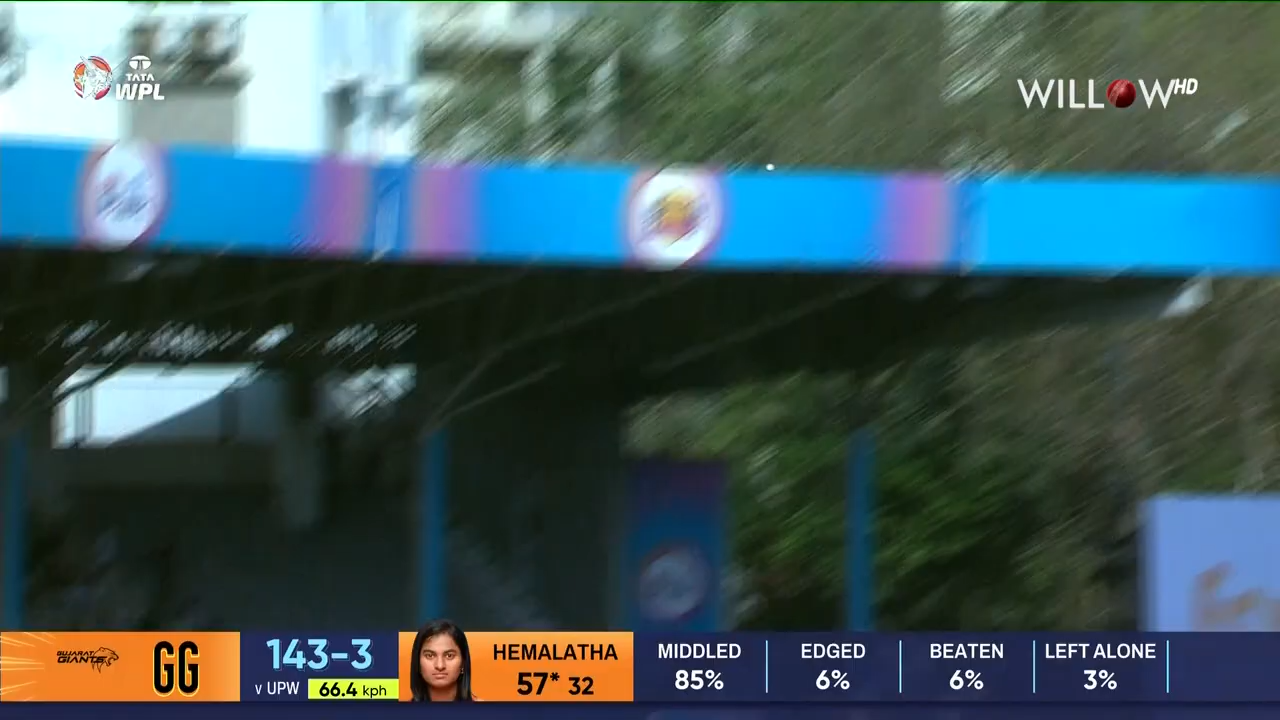 TATA
WPL
WILLOW HD
GUJARAT
GIANTS
GG
143-3
v UPW 66.4 kph
HEMALATHA
57* 32
MIDDLED
85%
EDGED
6%
BEATEN
6%
LEFT ALONE
3%